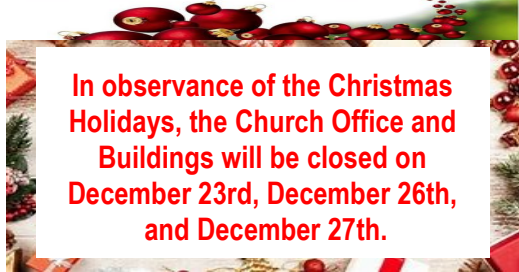 In observance of the Christmas
Holidays, the Church Office and
Buildings will be closed on
December 23rd, December 26th,
and December 27th.